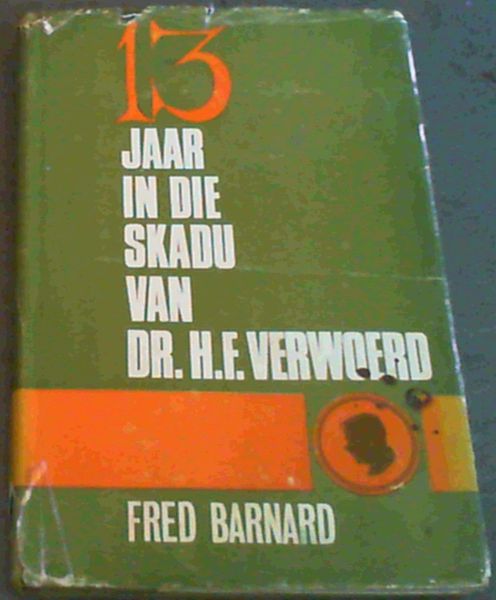 13
JAAR
IN DIE
SKADU
VAN
DR. H.F. VERWOERD
FRED BARNARD